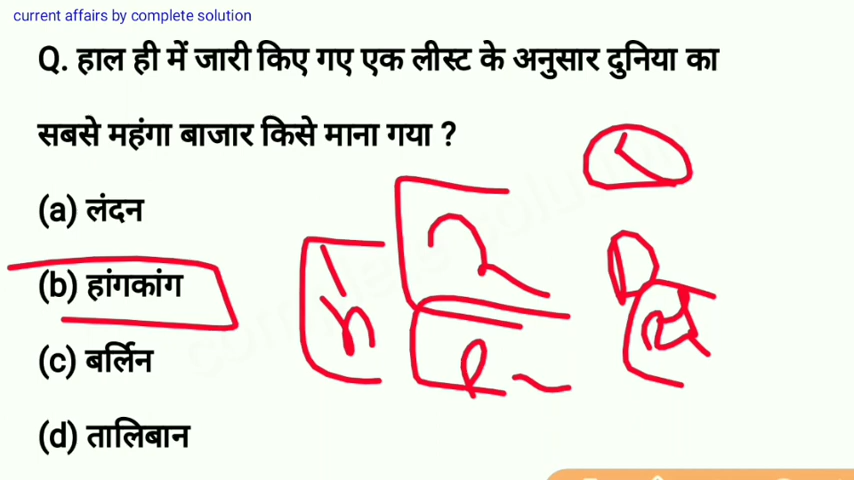 current affairs by complete solution
Q. हाल ही में जारी किए गए एक लीस्ट के अनुसार दुनिया का
सबसे महंगा बाजार किसे माना गया ?
(a) लंदन
(b) हांगकांग
(c) बर्लिन
(d) तालिबान